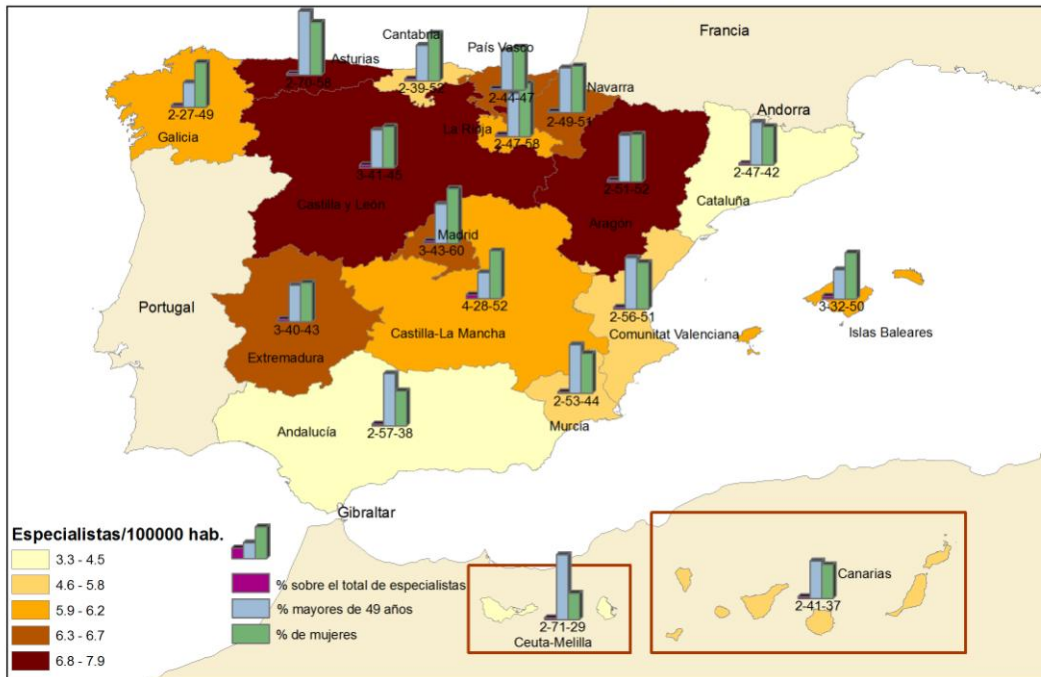 Francia
Cantabria
País Vasco
Asturias
2-70-58
2-39-52
2-44-47
Navarra
2-49-51
2-27-49
Galicia
La Rioja
2-47-58
Andorra
2-47-42
Cataluña
3-41-45
Castilla y León
2-51-52
Aragón
Madrid
3-43-60
4-28-52
Castilla-La Mancha
Portugal
3-40-43
Extremadura
2-56-51
Comunitat Valenciana
3-32-50
Islas Baleares
2-53-44
Murcia
Andalucía
2-57-38
Gibraltar
Especialistas/100000 hab.
3.3 - 4.5
4.6 - 5.8
5.9 - 6.2
6.3 - 6.7
6.8 - 7.9
% sobre el total de especialistas
% mayores de 49 años
% de mujeres
2-71-29
Ceuta-Melilla
Canarias
2-41-37